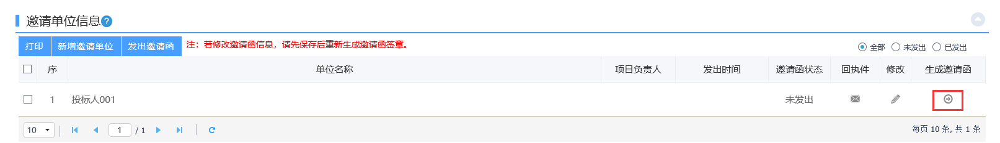 邀请单位信息?
打印 新增邀请单位 发出邀请函 注：若修改邀请函信息，请先保存后重新生成邀请函签章。 全部 未发出 已发出
序 单位名称 项目负责人 发出时间 邀请函状态 回执件 修改 生成邀请函
1 投标人001 未发出
10 1 / 1 每页 10 条, 共 1 条